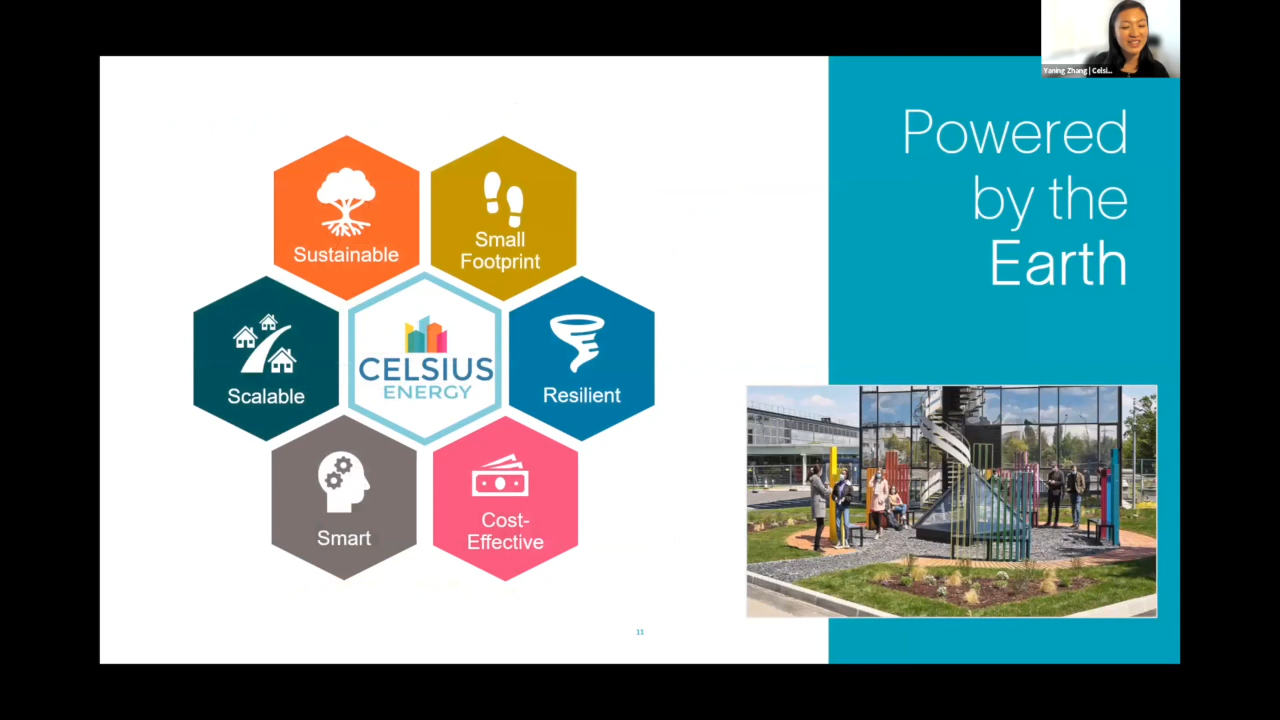 Yaning Zhang | Celsi...
Powered
by the
Earth
Sustainable
Small
Footprint
Scalable
CELSIUS
ENERGY
Resilient
Smart
Cost-
Effective
11